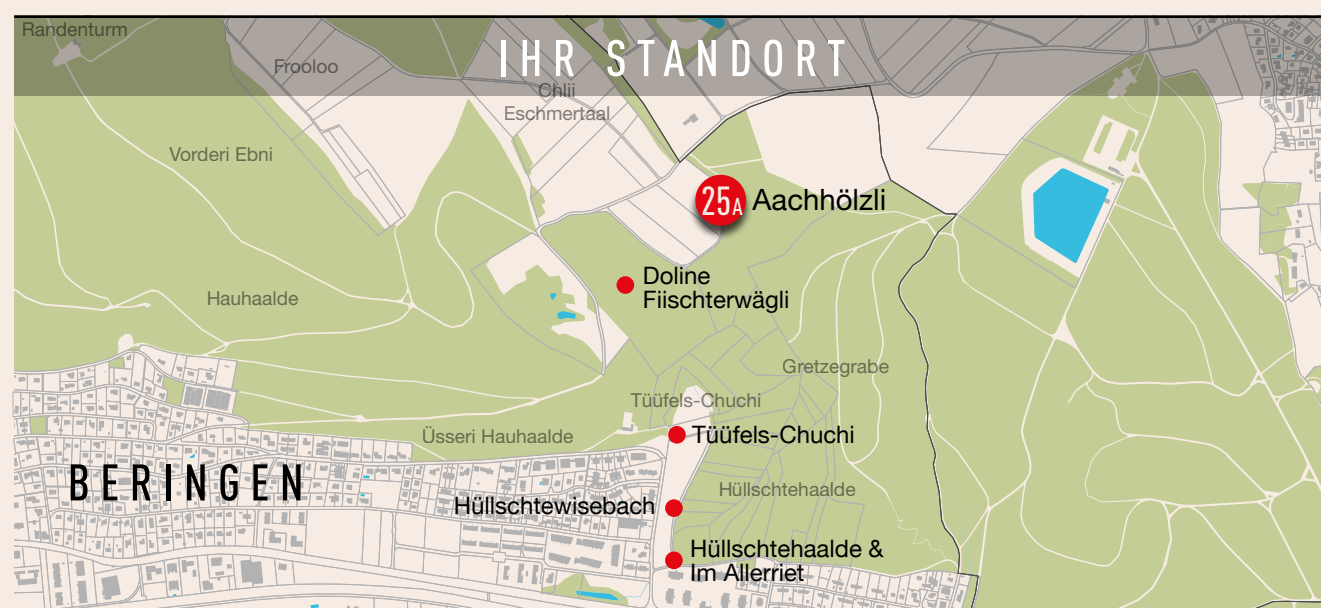 Randenturm
IHR STANDORT
Frooloo
Chlii
Eschmertaal
Vorderi Ebni
25A Aachhölzli
Doline
Fiischterwägli
Hauhaalde
Gretzegrabe
Tüüfels-Chuchi
Üsseri Hauhaalde
Tüüfels-Chuchi
BERINGEN
Hüllschtehaalde
Hüllschtewisebach
Hüllschtehaalde &
Im Allerriet